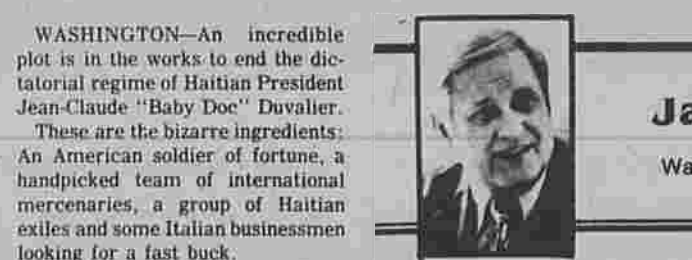 WASHINGTON—An incredible
plot is in the works to end the dic-
tatorial regime of Haitian President
Jean-Claude "Baby Doc" Duvalier.
These are the bizarre ingredients:
An American soldier of fortune, a
handpicked team of international
mercenaries, a group of Haitian
exiles and some Italian businessmen
looking for a fast buck.
Ja
Wa